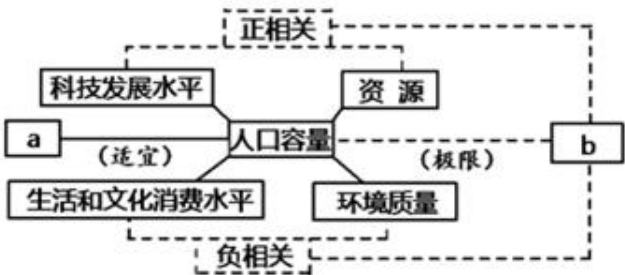 正相关
科技发展水平
资 源
a
(适宜)
人口容量
(极限)
b
生活和文化消费水平
环境质量
负相关